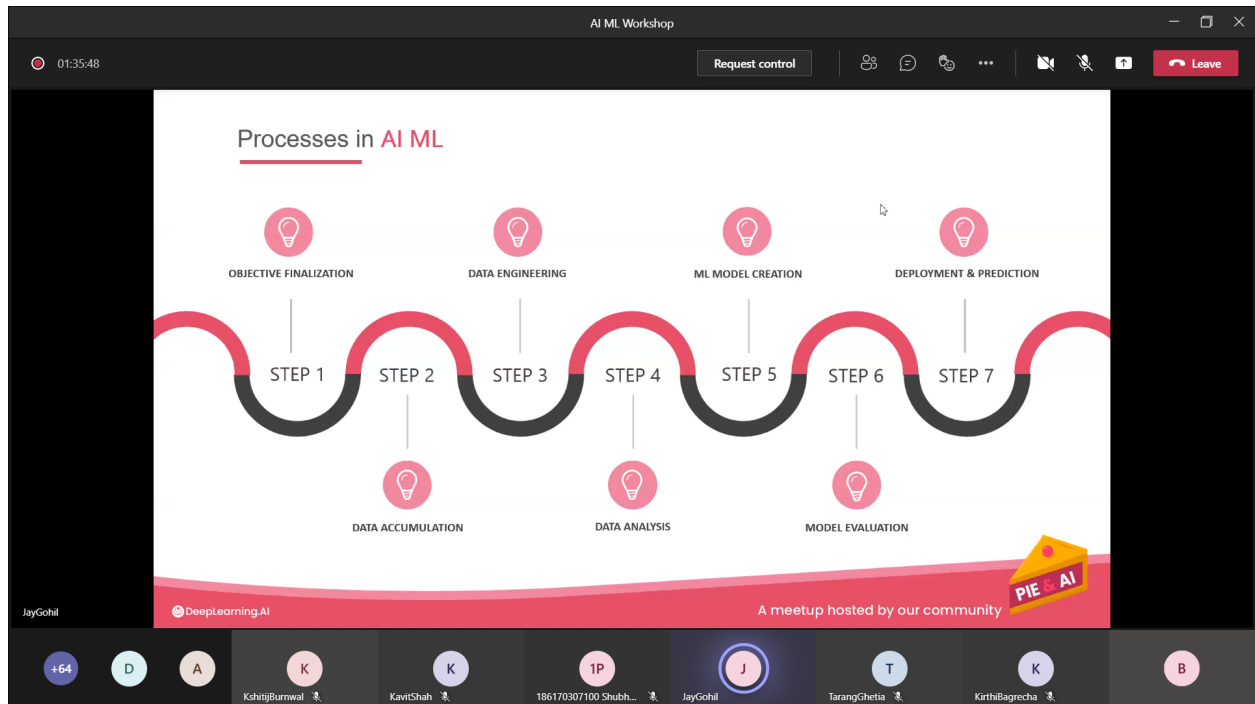 AI ML Workshop
01:35:48
Request control
Leave
Processes in AI ML
OBJECTIVE FINALIZATION
DATA ENGINEERING
ML MODEL CREATION
DEPLOYMENT & PREDICTION
STEP 1
STEP 2
STEP 3
STEP 4
STEP 5
STEP 6
STEP 7
DATA ACCUMULATION
DATA ANALYSIS
MODEL EVALUATION
PIE & AI
JayGohil
DeepLearning.AI
A meetup hosted by our community
+64
D
A
K
K
1P
J
T
K
B
KshitijBurnwal
KavitShah
186170307100 Shubh...
JayGohil
TarangGhetia
KirthiBagrecha